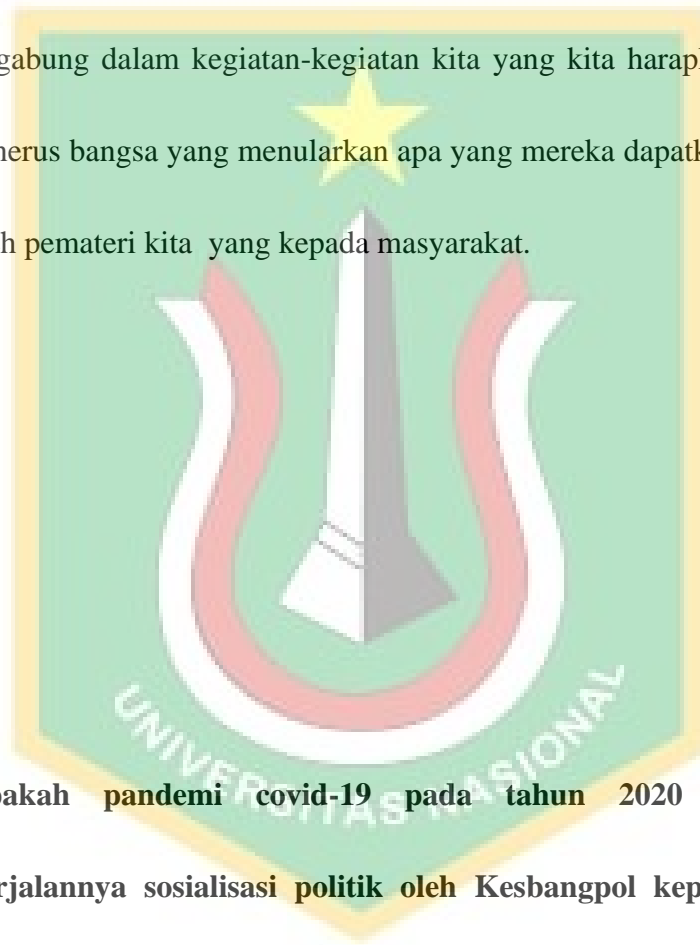 gabung dalam kegiatan-kegiatan kita yang kita harap
nerus bangsa yang menularkan apa yang mereka dapatk
h pemateri kita yang kepada masyarakat.
UNIVERSITAS NASIONAL
pakah pandemi covid-19 pada tahun 2020
rjalannya sosialisasi politik oleh Kesbangpol kep